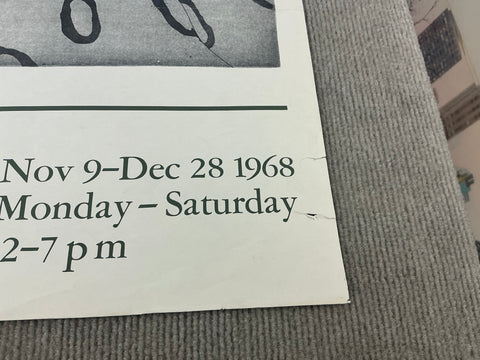 Nov 9–Dec 28 1968
Monday – Saturday
2–7 p m